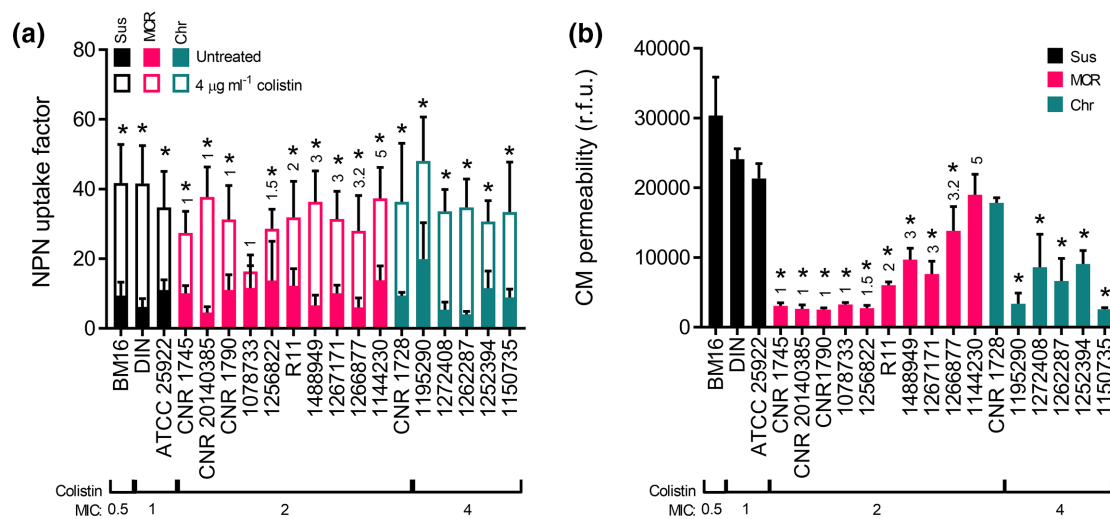 (a)
Sus
MCR
Chr
Untreated
4 μg ml⁻¹ colistin
NPN uptake factor
80
60
40
20
0
*
*
*
* 1
* 1
* 1
1
* 1.5
* 2
* 3
* 3
* 3.2
* 5
*
*
*
*
*
*
BM16
DIN
ATCC 25922
CNR 1745
CNR 20140385
CNR 1790
1078733
1256822
R11
1488949
1267171
1266877
1144230
CNR 1728
1195290
1272408
1262287
1252394
1150735
Colistin
MIC: 0.5 1 2 4
(b)
Sus
MCR
Chr
CM permeability (r.f.u.)
40000
30000
20000
10000
0
* 1
* 1
* 1
* 1
* 1.5
* 2
* 3
* 3
* 3.2
5
*
*
*
*
*
BM16
DIN
ATCC 25922
CNR 1745
CNR 20140385
CNR1790
1078733
1256822
R11
1488949
1267171
1266877
1144230
CNR 1728
1195290
1272408
1262287
1252394
1150735
Colistin
MIC: 0.5 1 2 4